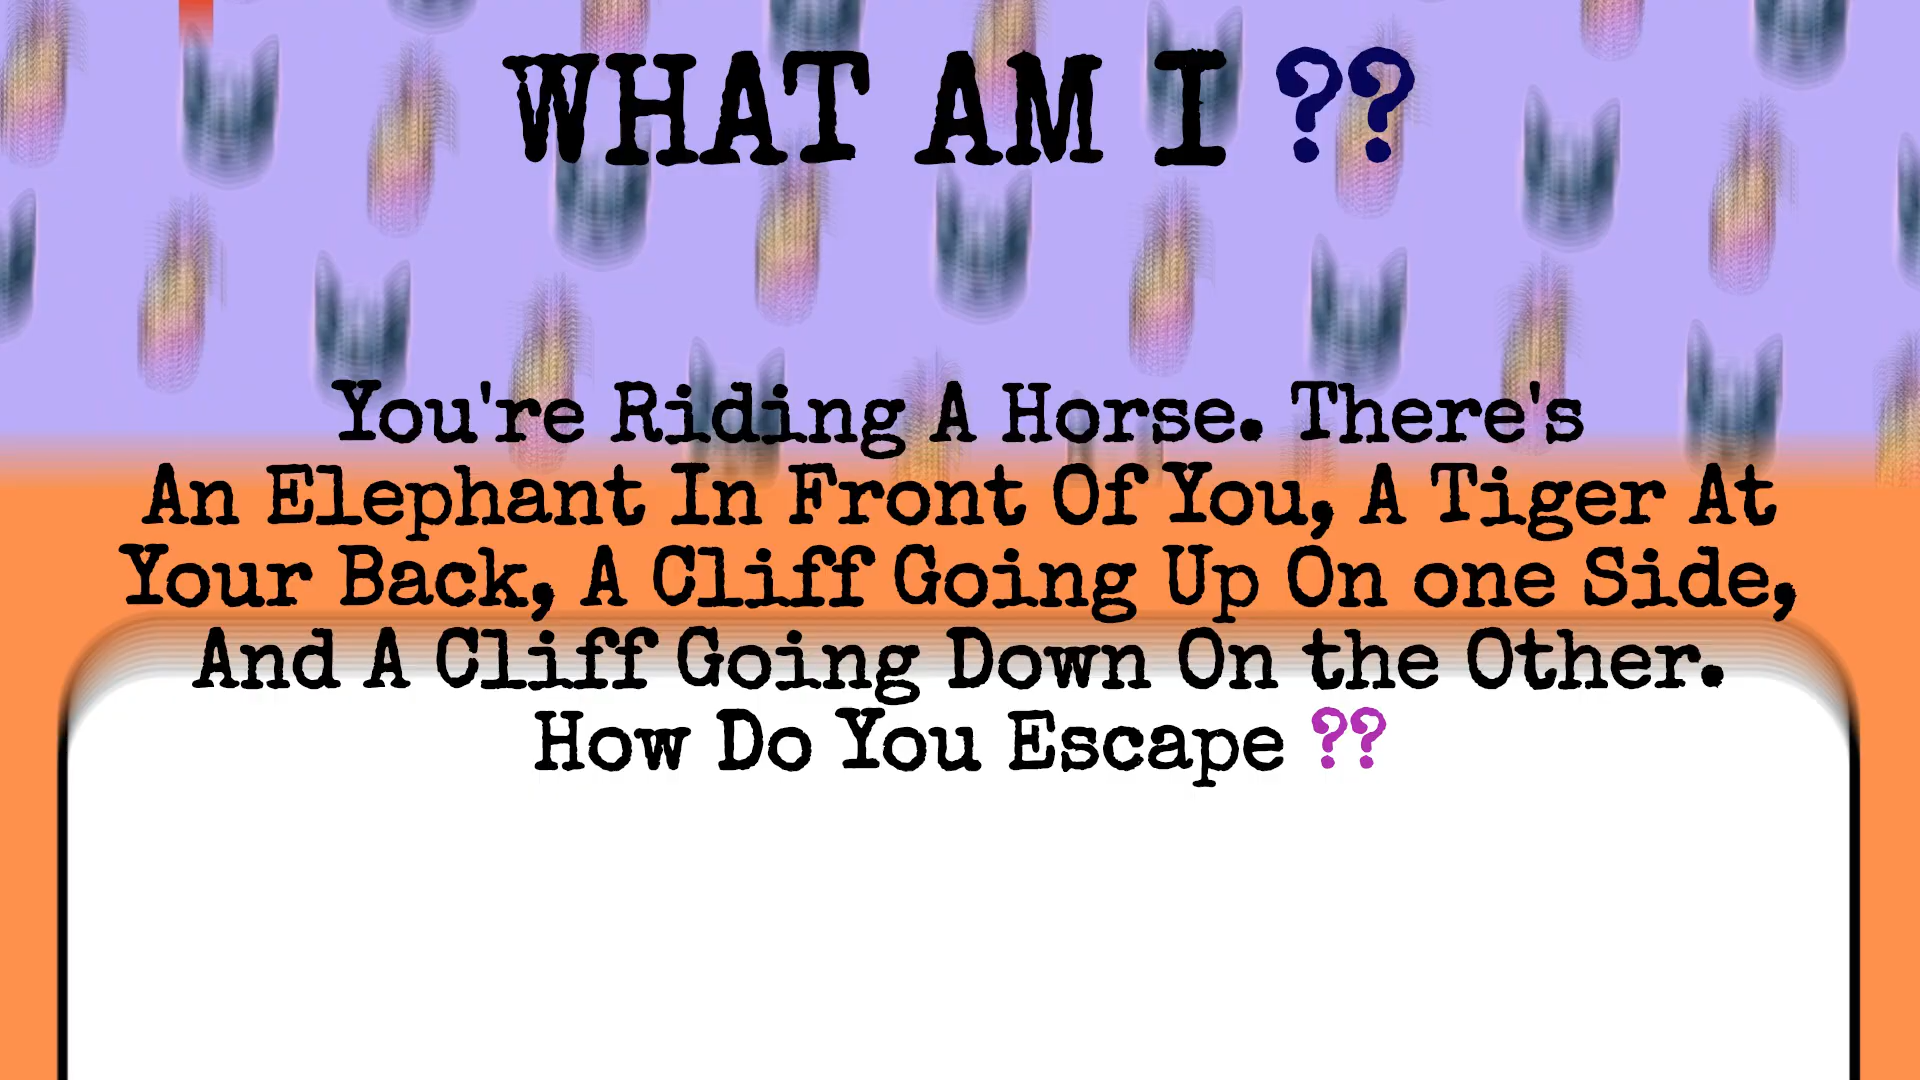 WHAT AM I ??
You're Riding A Horse. There's
An Elephant In Front Of You, A Tiger At
Your Back, A Cliff Going Up On one Side,
And A Cliff Going Down On the Other.
How Do You Escape ??